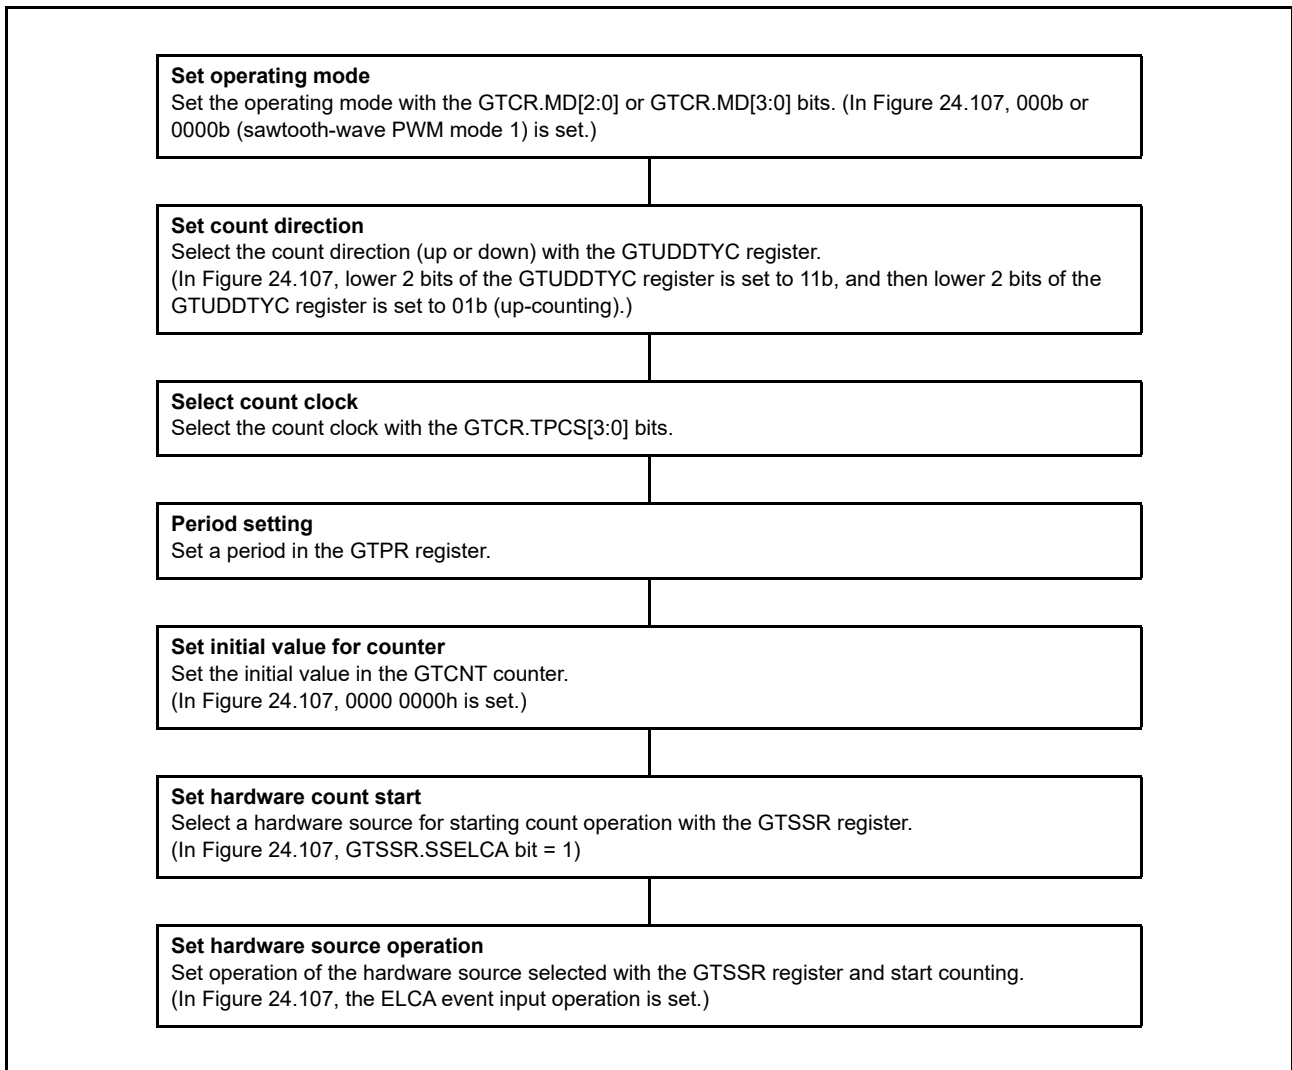 Set operating mode
Set the operating mode with the GTCR.MD[2:0] or GTCR.MD[3:0] bits. (In Figure 24.107, 000b or
0000b (sawtooth-wave PWM mode 1) is set.)
Set count direction
Select the count direction (up or down) with the GTUDDTYC register.
(In Figure 24.107, lower 2 bits of the GTUDDTYC register is set to 11b, and then lower 2 bits of the
GTUDDTYC register is set to 01b (up-counting).)
Select count clock
Select the count clock with the GTCR.TPCS[3:0] bits.
Period setting
Set a period in the GTPR register.
Set initial value for counter
Set the initial value in the GTCNT counter.
(In Figure 24.107, 0000 0000h is set.)
Set hardware count start
Select a hardware source for starting count operation with the GTSSR register.
(In Figure 24.107, GTSSR.SSELCA bit = 1)
Set hardware source operation
Set operation of the hardware source selected with the GTSSR register and start counting.
(In Figure 24.107, the ELCA event input operation is set.)